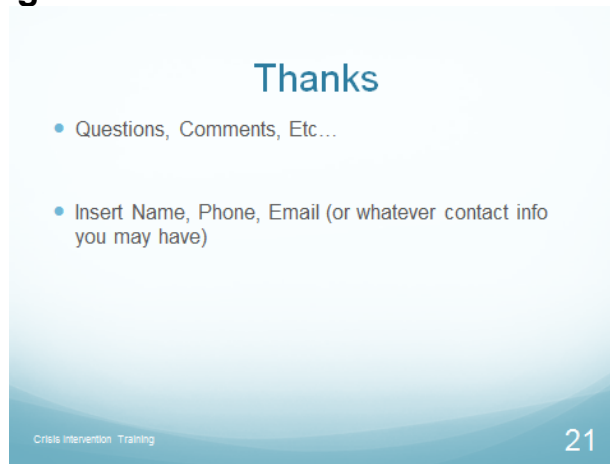 Thanks
Questions, Comments, Etc...
Insert Name, Phone, Email (or whatever contact info
you may have)
Crisis Intervention Training
21